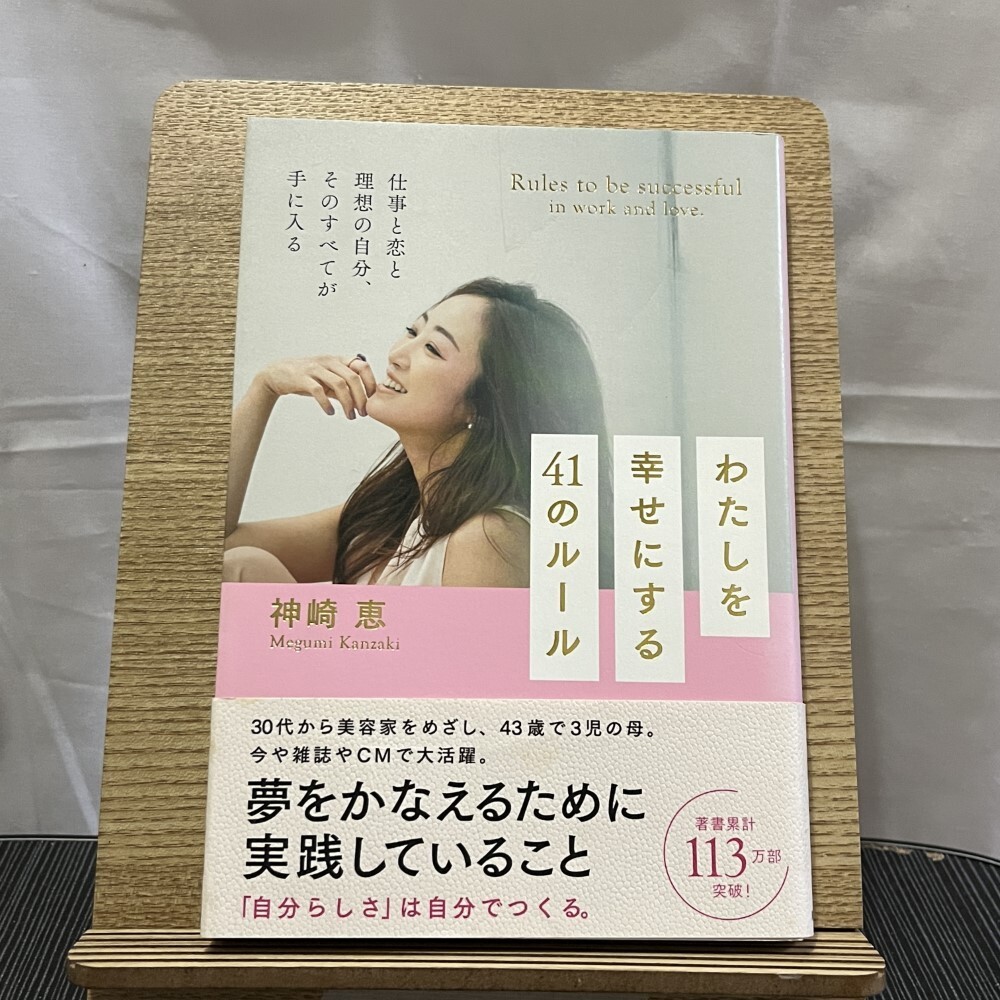 仕事と恋と
理想の自分、
そのすべてが
手に入る
Rules to be successful
in work and love.
わたしを
幸せにする
41のルール
神崎 恵
Megumi Kanzaki
30代から美容家をめざし、43歳で3児の母。
今や雑誌やCMで大活躍。
夢をかなえるために
実践していること
「自分らしさ」は自分でつくる。
著書累計
113万部
突破!